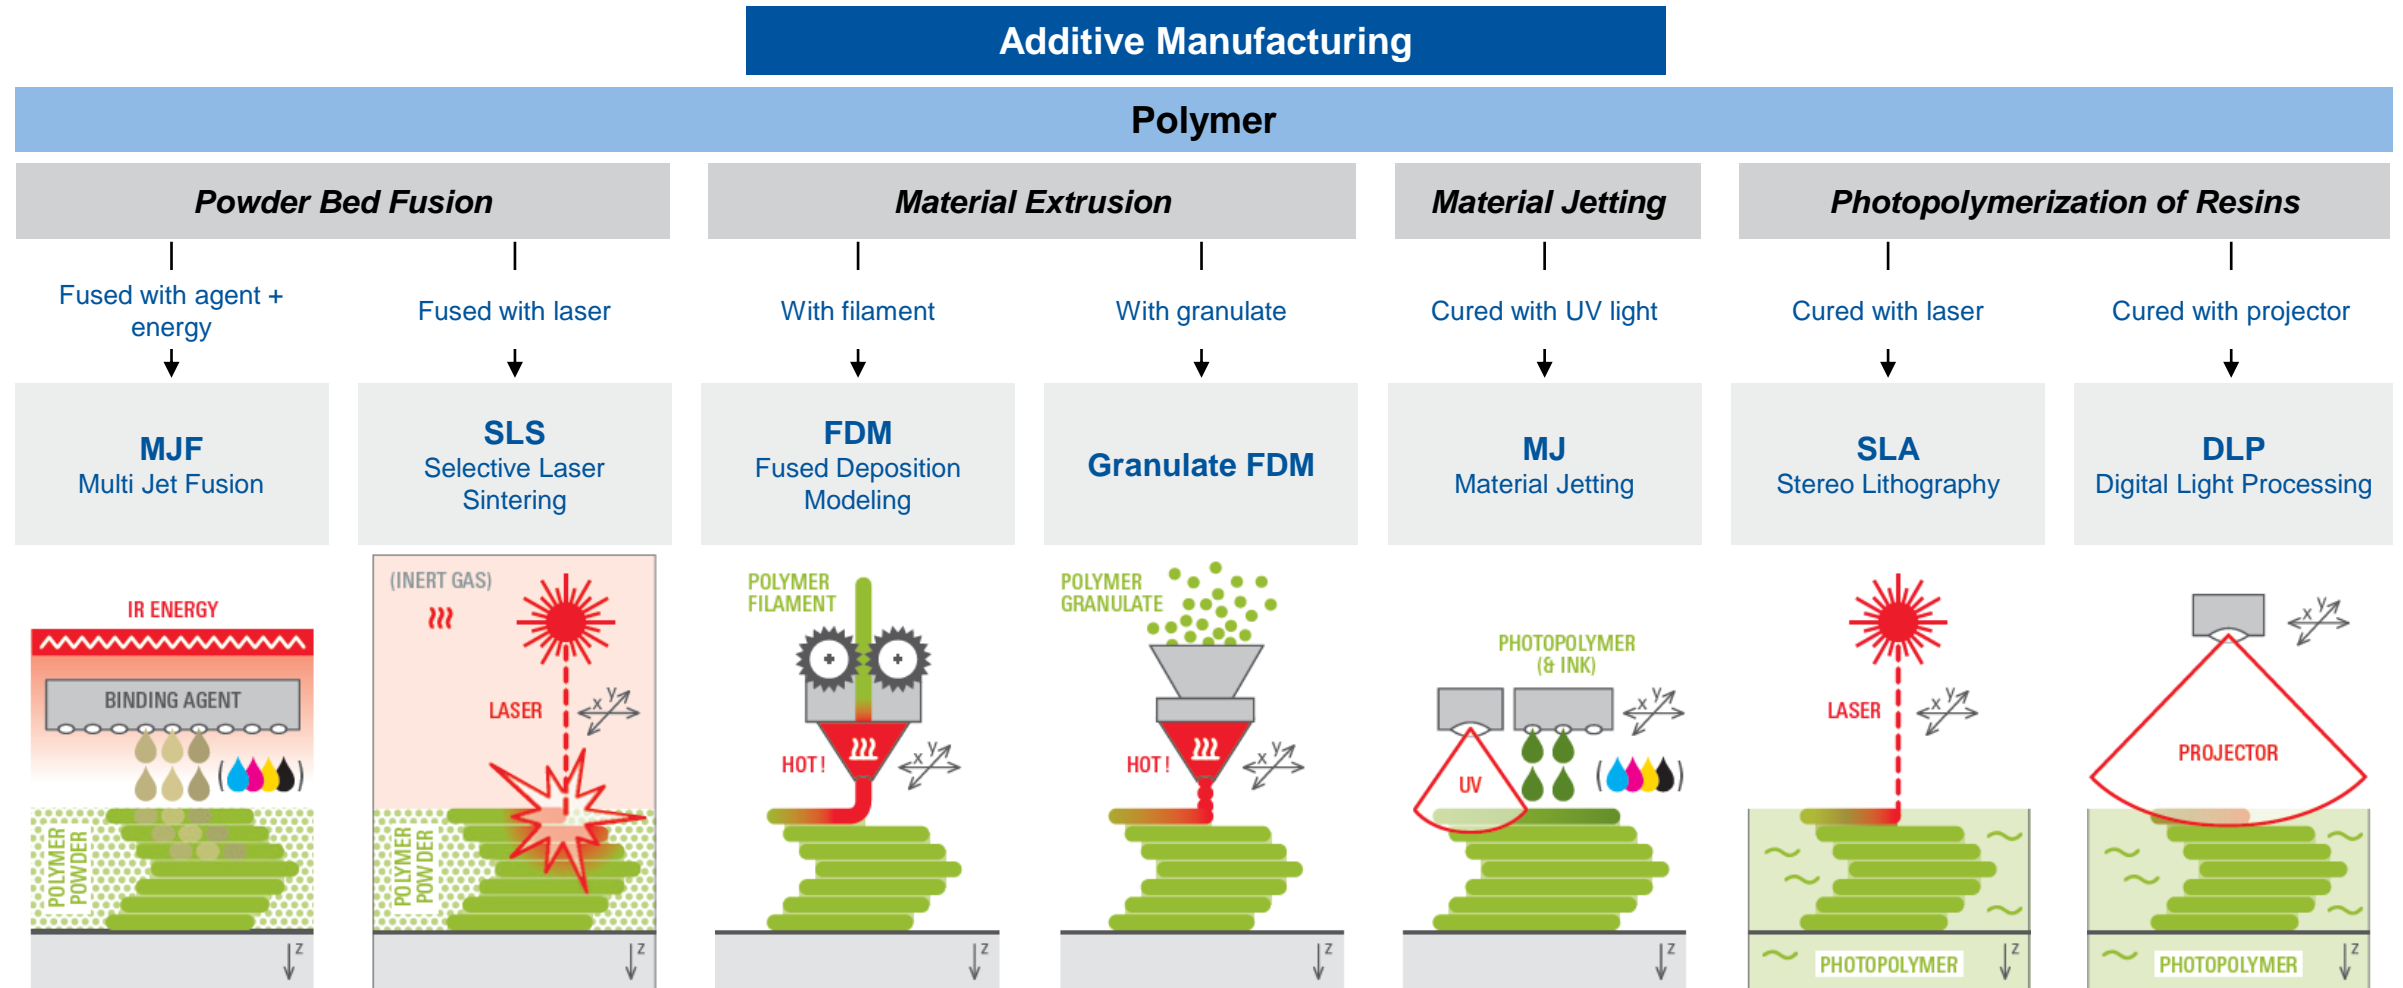 Additive Manufacturing
Polymer
Powder Bed Fusion
Material Extrusion
Material Jetting
Photopolymerization of Resins
Fused with agent +
energy
Fused with laser
With filament
With granulate
Cured with UV light
Cured with laser
Cured with projector
MJF
Multi Jet Fusion
SLS
Selective Laser
Sintering
FDM
Fused Deposition
Modeling
Granulate FDM
MJ
Material Jetting
SLA
Stereo Lithography
DLP
Digital Light Processing
IR ENERGY
BINDING AGENT
( )
POLYMER
POWDER
z
(INERT GAS)
LASER
x y
POLYMER
POWDER
z
POLYMER
FILAMENT
HOT!
x y
z
POLYMER
GRANULATE
HOT!
x y
z
PHOTOPOLYMER
(& INK)
x y
UV
( )
z
LASER
x y
PHOTOPOLYMER
z
x y
PROJECTOR
PHOTOPOLYMER
z